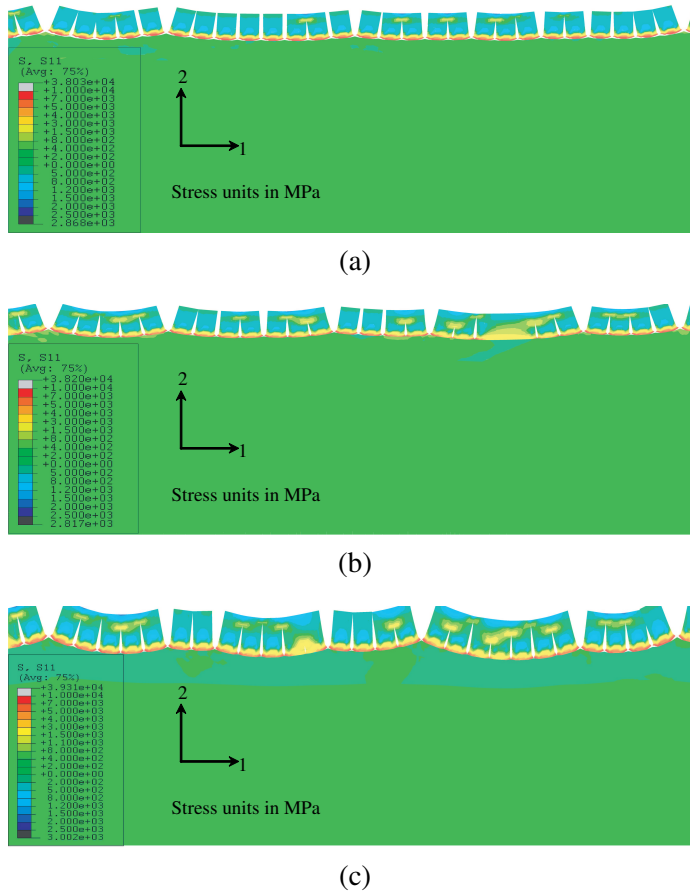 S, S11
(Avg: 75%)
+3.803e+04
+1.000e+04
+7.000e+03
+5.000e+03
+4.000e+03
+3.000e+03
+1.500e+03
+8.000e+02
+4.000e+02
+2.000e+02
+0.000e+00
5.000e+02
8.000e+02
1.200e+03
1.500e+03
2.000e+03
2.500e+03
2.868e+03
2
1
Stress units in MPa
(a)
S, S11
(Avg: 75%)
+3.820e+04
+1.000e+04
+7.000e+03
+5.000e+03
+4.000e+03
+3.000e+03
+1.500e+03
+8.000e+02
+4.000e+02
+2.000e+02
+0.000e+00
5.000e+02
8.000e+02
1.200e+03
1.500e+03
2.000e+03
2.500e+03
2.817e+03
2
1
Stress units in MPa
(b)
S, S11
(Avg: 75%)
+3.931e+04
+1.000e+04
+7.000e+03
+5.000e+03
+4.000e+03
+3.000e+03
+1.500e+03
+1.100e+03
+8.000e+02
+4.000e+02
+0.000e+00
2.000e+02
5.000e+02
8.000e+02
1.200e+03
1.500e+03
2.000e+03
2.500e+03
3.002e+03
2
1
Stress units in MPa
(c)